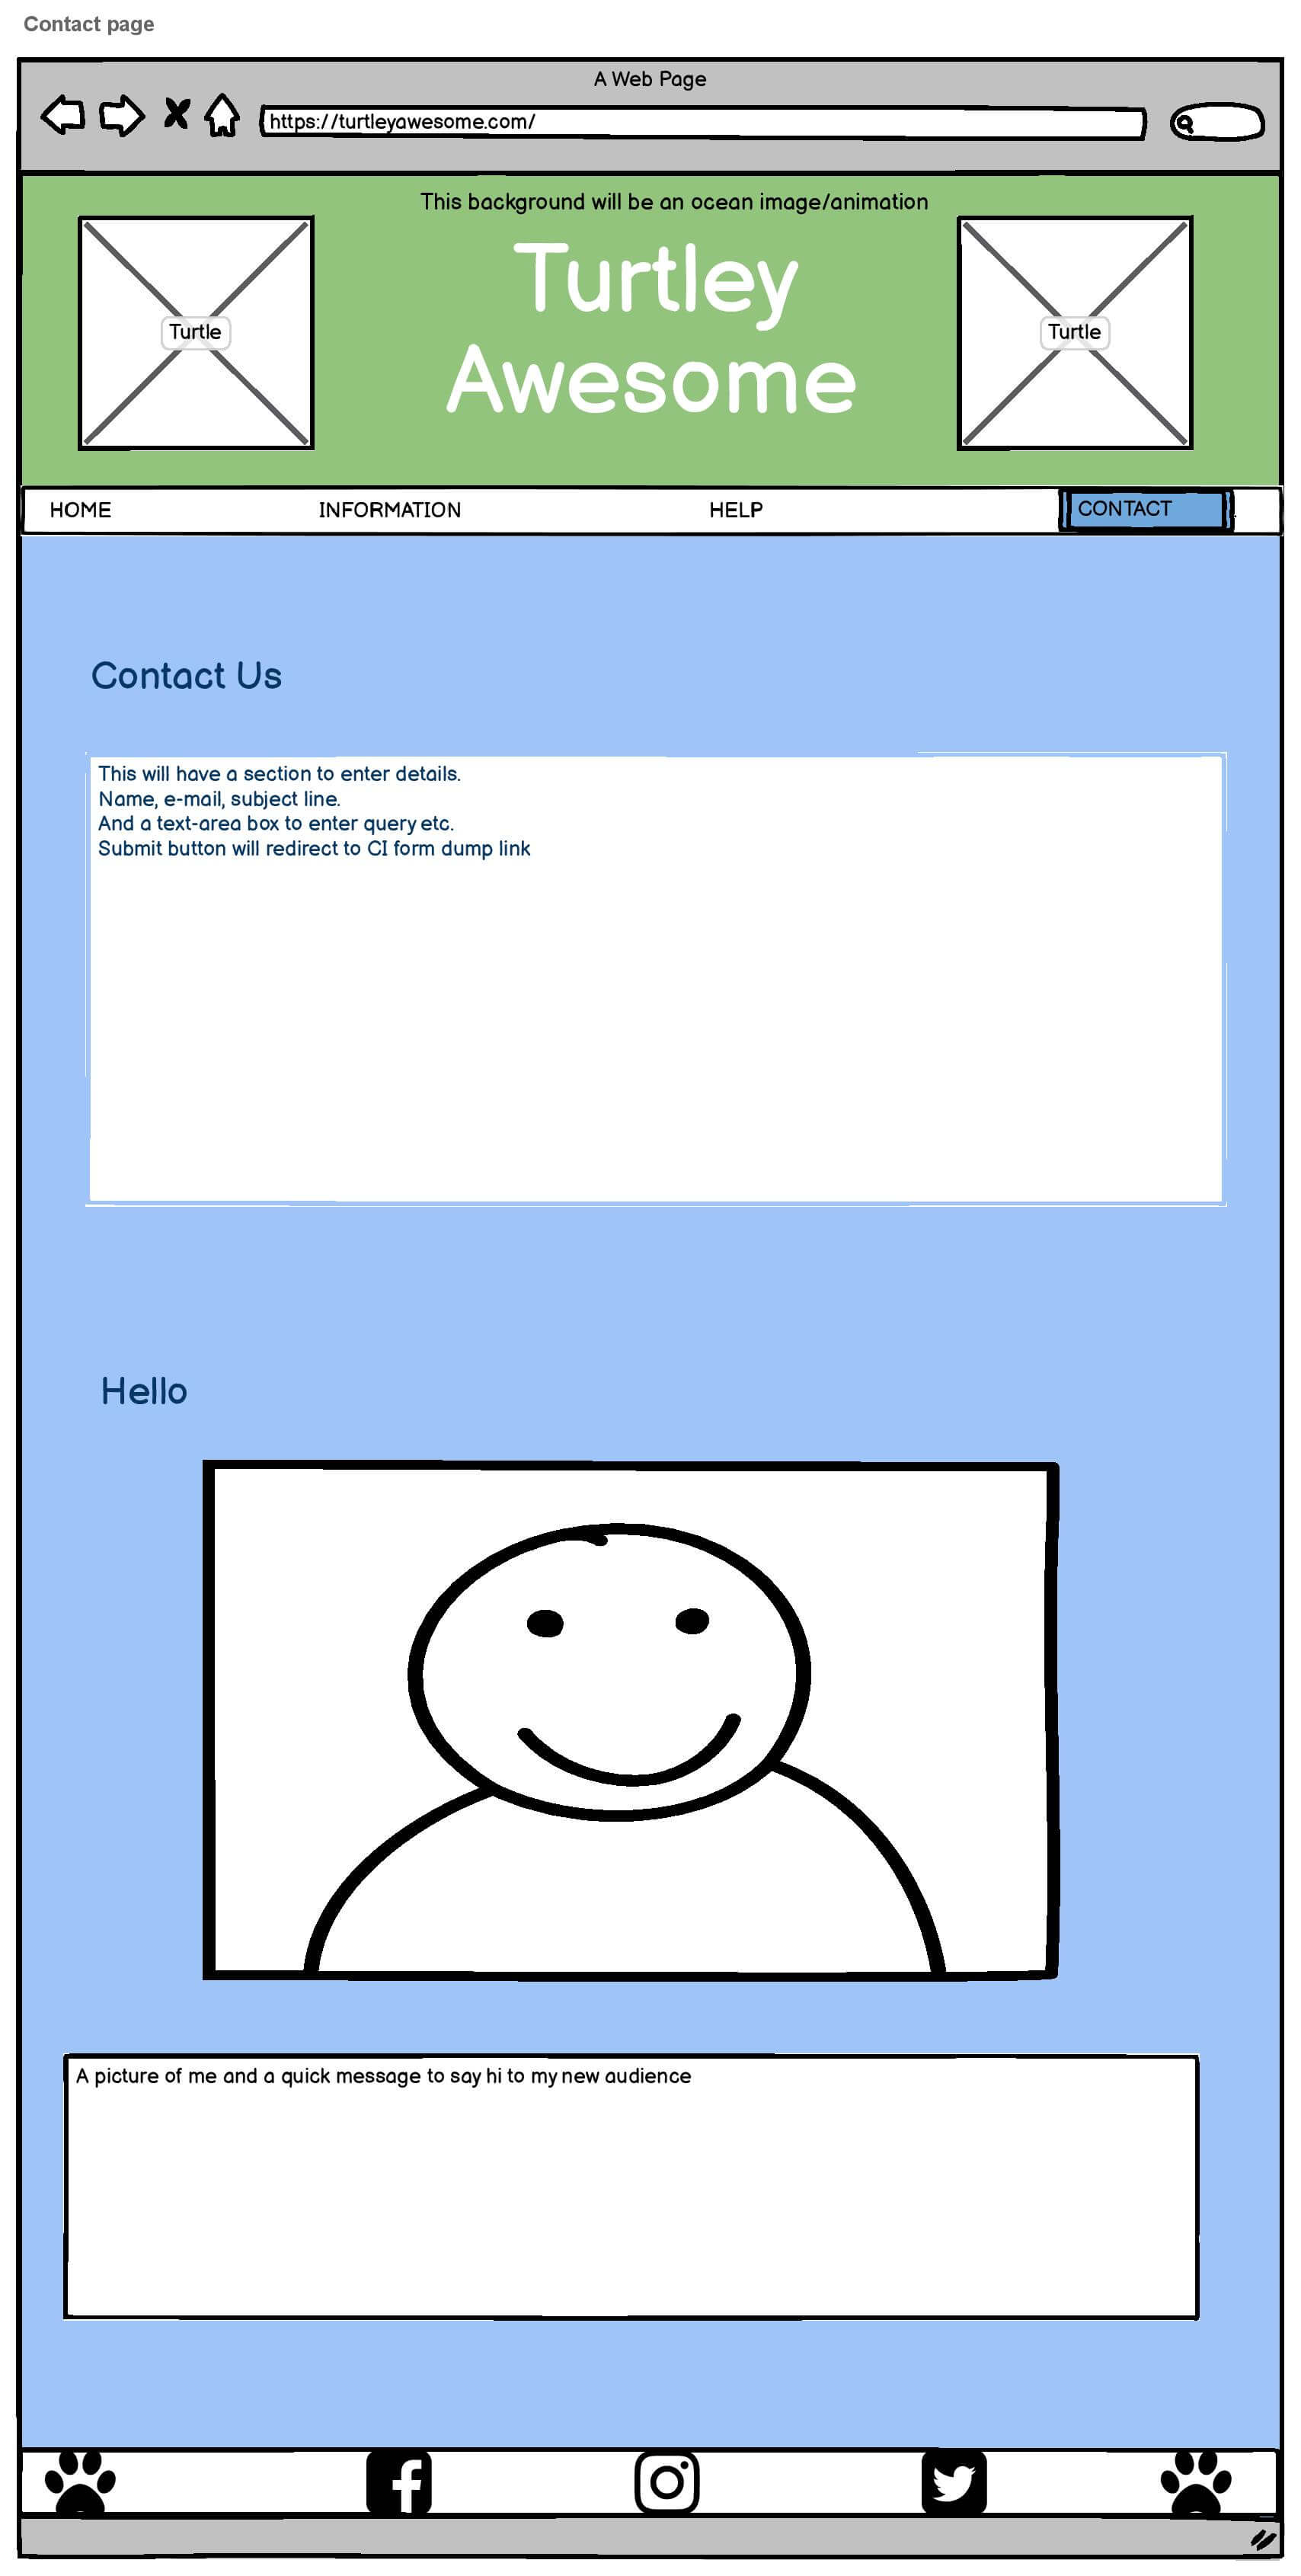 Contact page
A Web Page
https://turtleyawesome.com/
This background will be an ocean image/animation
Turtley
Awesome
Turtle
Turtle
HOME INFORMATION HELP CONTACT
Contact Us
This will have a section to enter details.
Name, e-mail, subject line.
And a text-area box to enter query etc.
Submit button will redirect to CI form dump link
Hello
A picture of me and a quick message to say hi to my new audience